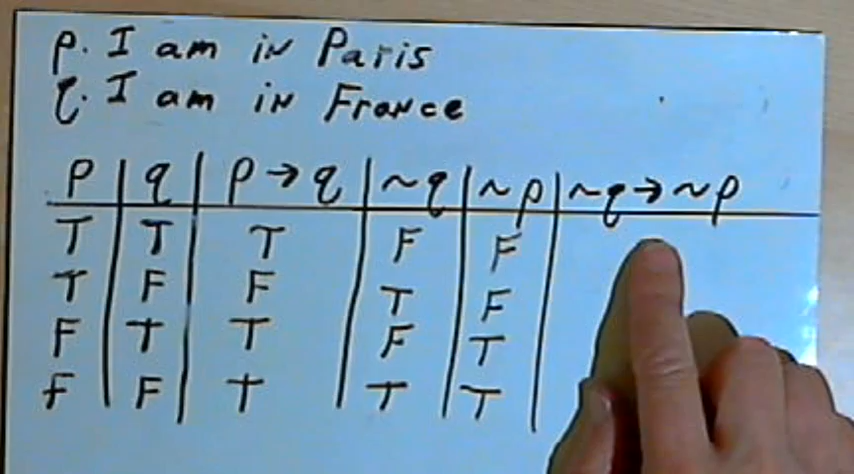 p. I am in Paris
q. I am in France
p | q | p → q | ~q | ~p | ~q → ~p
T | T | T | F | F |
T | F | F | T | F |
F | T | T | F | T |
F | F | T | T | T |